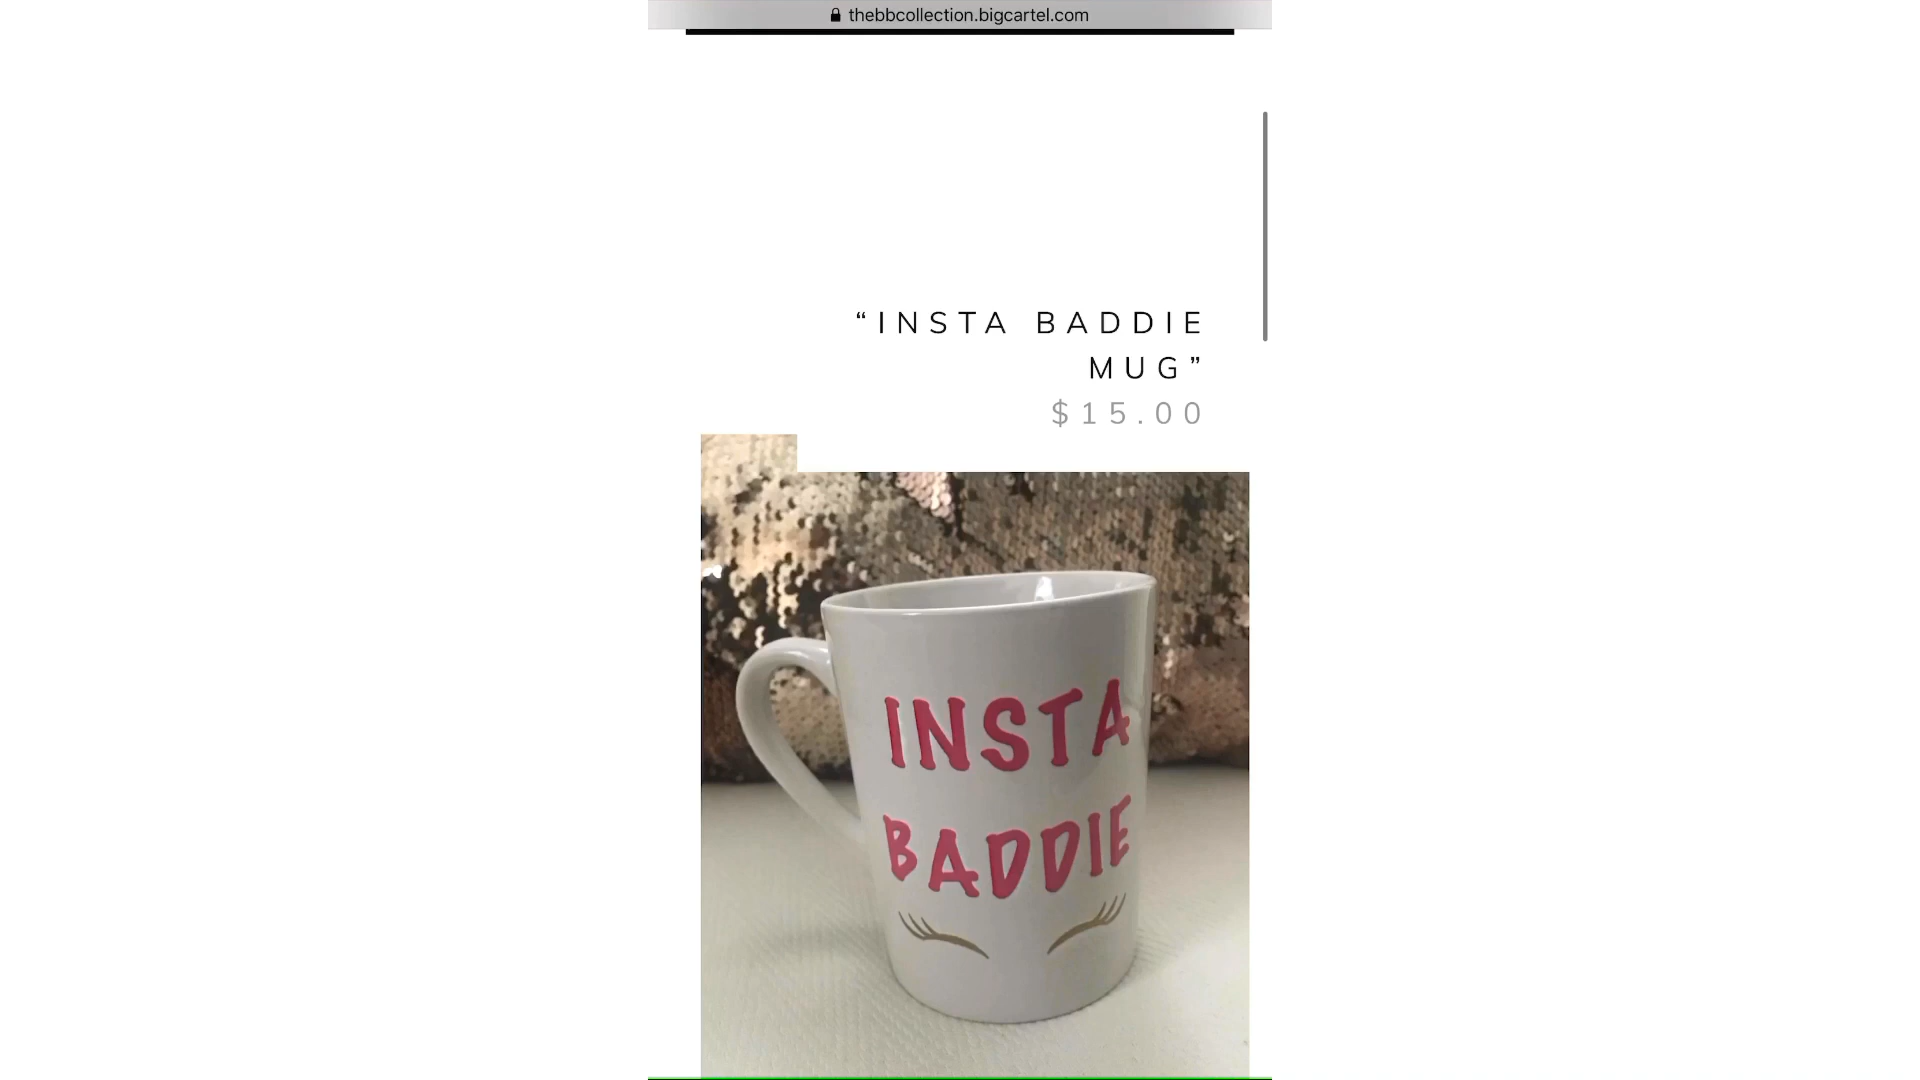 thebbcollection.bigcartel.com
“INSTA BADDIE
MUG”
$15.00
INSTA
BADDIE